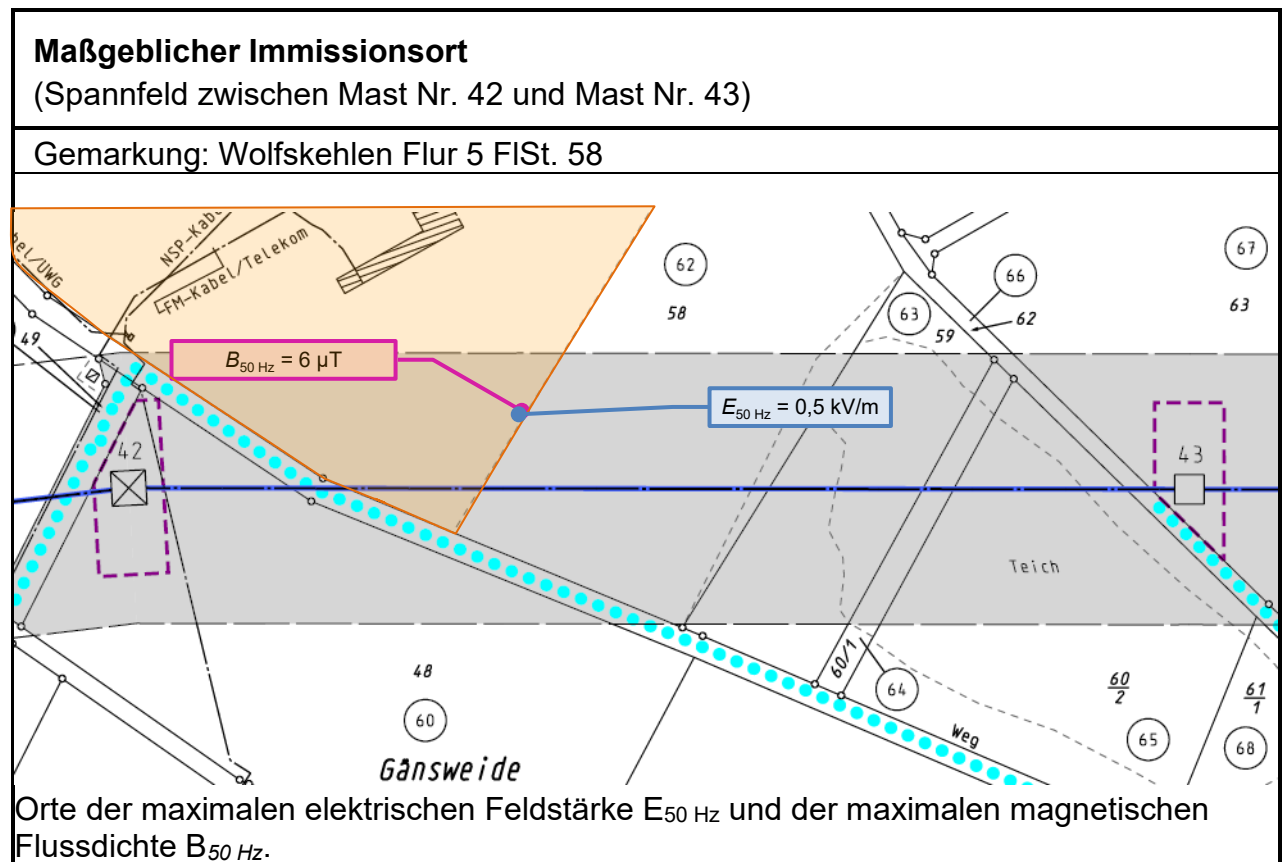 Maßgeblicher Immissionsort
(Spannfeld zwischen Mast Nr. 42 und Mast Nr. 43)
Gemarkung: Wolfskehlen Flur 5 FlSt. 58
bel/UWG
NSP-Kabe
FM-Kabel/Telekom
62
58
67
63
66
62
63
59
49
B50 Hz = 6 µT
E50 Hz = 0,5 kV/m
42
43
Teich
48
60
Gänsweide
60/1
64
60
2
65
61
1
68
Weg
Orte der maximalen elektrischen Feldstärke E50 Hz und der maximalen magnetischen
Flussdichte B50 Hz.